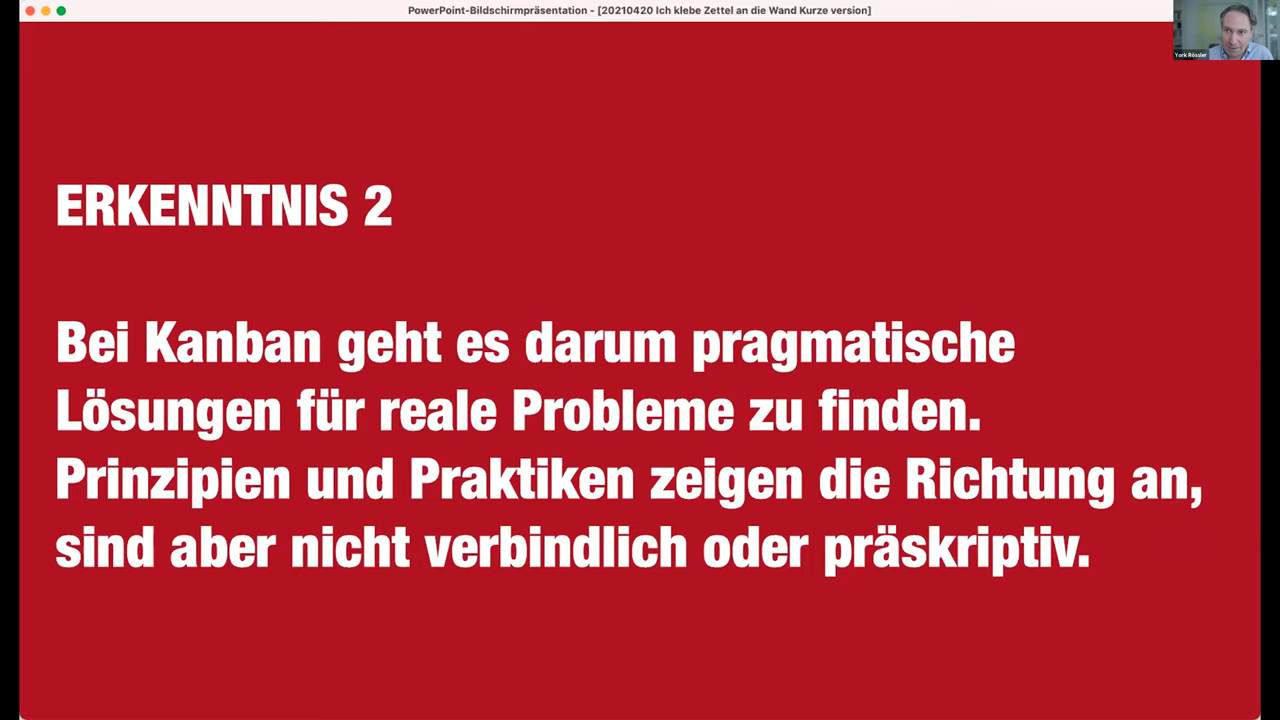 PowerPoint-Bildschirmpräsentation - [20210420 Ich klebe Zettel an die Wand Kurze version]
York Rössler
ERKENNTNIS 2
Bei Kanban geht es darum pragmatische
Lösungen für reale Probleme zu finden.
Prinzipien und Praktiken zeigen die Richtung an,
sind aber nicht verbindlich oder präskriptiv.